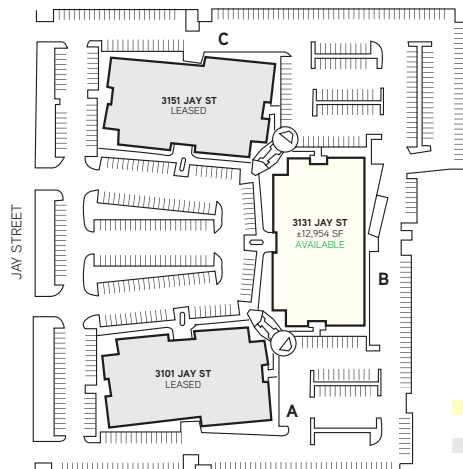 C
3151 JAY ST
LEASED
JAY STREET
3131 JAY ST
±12,954 SF
AVAILABLE
B
3101 JAY ST
LEASED
A